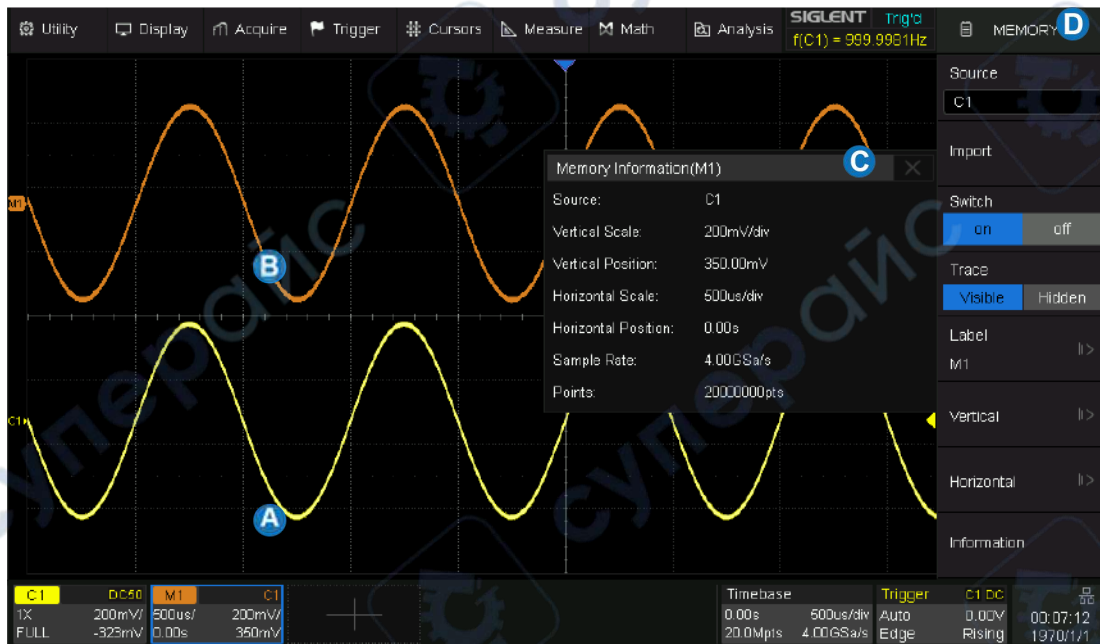 Utility Display Acquire Trigger Cursors Measure Math Analysis
SIGLENT Trig'd
f(C1) = 999.9981Hz
MEMORY D
Source
C1
Import
Switch
on off
Trace
Visible Hidden
Label
M1
Vertical
Horizontal
Information
M1
B
C1
A
Memory Information(M1) C
Source: C1
Vertical Scale: 200mV/div
Vertical Position: 350.00mV
Horizontal Scale: 500us/div
Horizontal Position: 0.00s
Sample Rate: 4.00GSa/s
Points: 20000000pts
C1 DC50
1X 200mV/
FULL -323mV
M1 C1
500us/ 200mV/
0.00s 350mV
Timebase
0.00s 500us/div
20.0Mpts 4.00GSa/s
Trigger C1 DC
Auto 0.00V
Edge Rising
00:07:12
1970/1/1
суперайс
суперайс